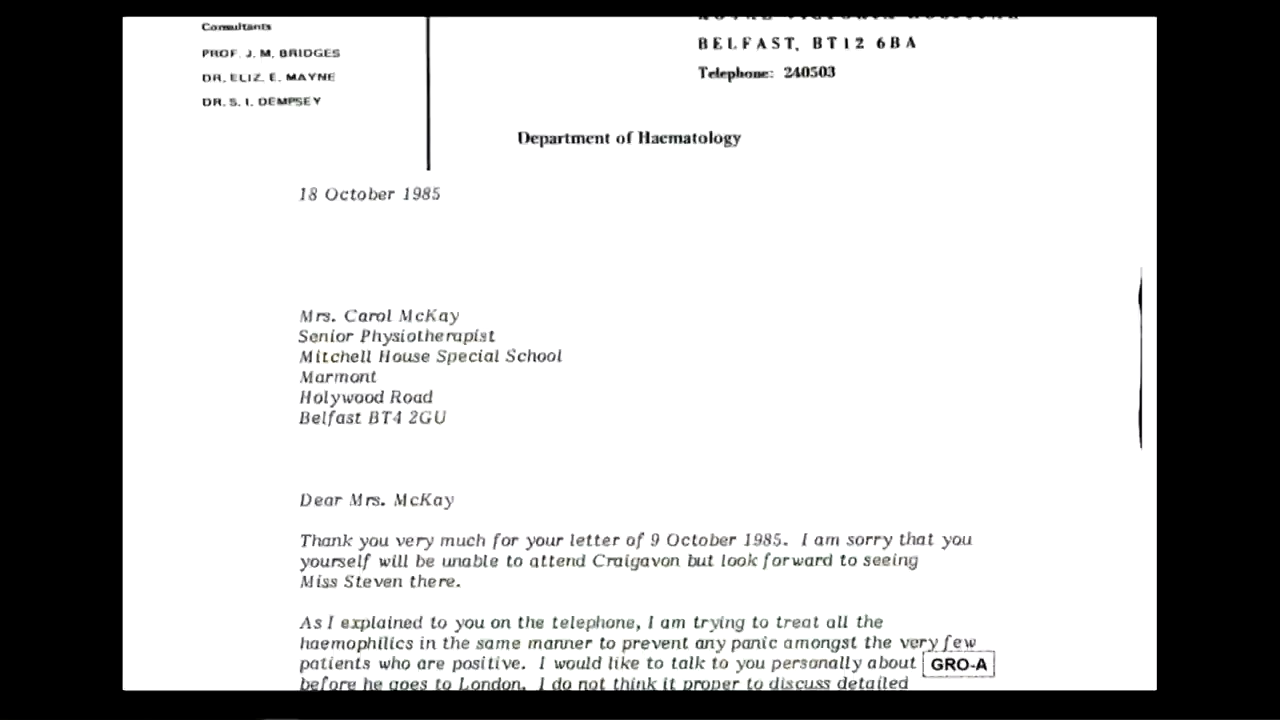 Consultants
PROF. J. M. BRIDGES
DR. ELIZ. E. MAYNE
DR. S. I. DEMPSEY
BELFAST, BT12 6BA
Telephone: 240503
Department of Haematology
18 October 1985
Mrs. Carol McKay
Senior Physiotherapist
Mitchell House Special School
Marmont
Holywood Road
Belfast BT4 2GU
Dear Mrs. McKay
Thank you very much for your letter of 9 October 1985. I am sorry that you
yourself will be unable to attend Craigavon but look forward to seeing
Miss Steven there.
As I explained to you on the telephone, I am trying to treat all the
haemophilics in the same manner to prevent any panic amongst the very few
patients who are positive. I would like to talk to you personally about GRO-A
before he goes to London. I do not think it proper to discuss detailed